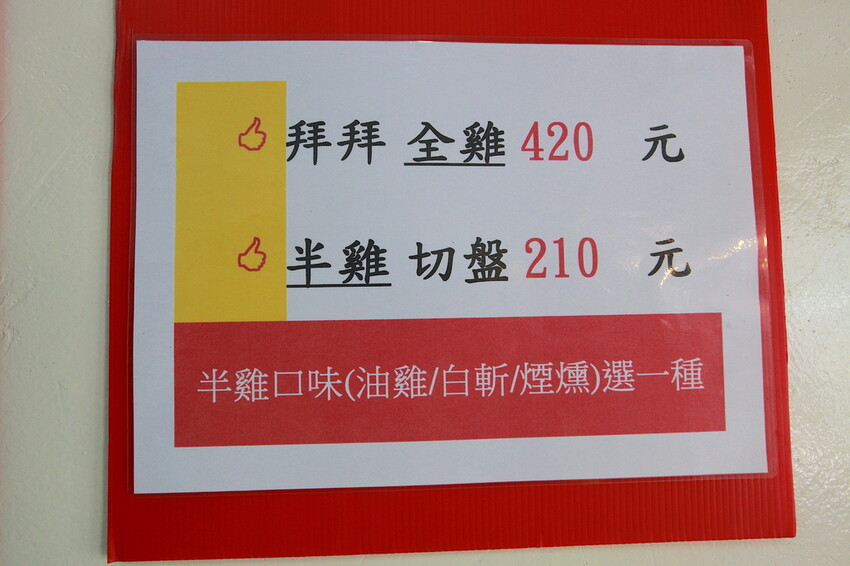 拜拜 全雞 420 元
半雞 切盤 210 元
半雞口味(油雞/白斬/煙燻)選一種